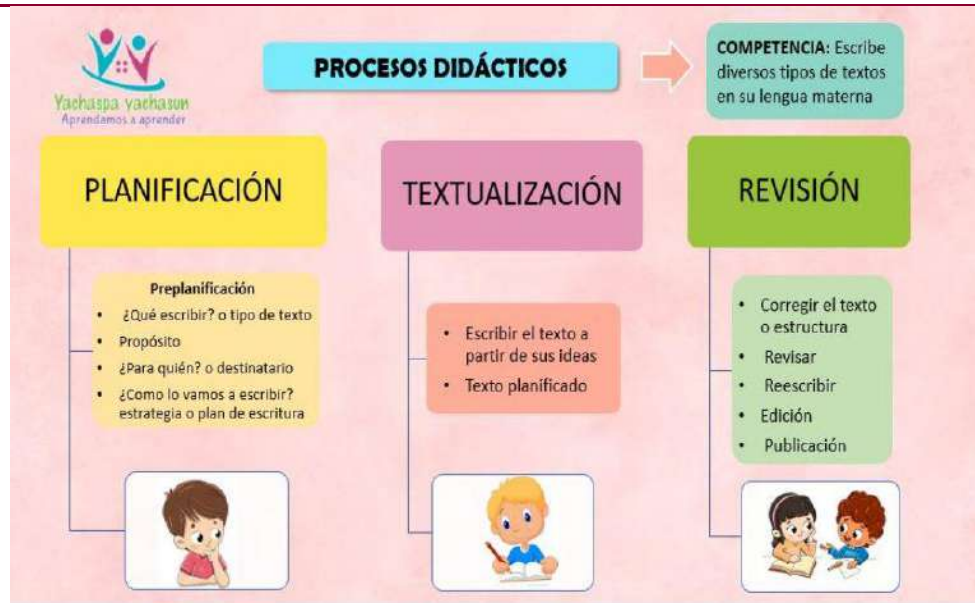 Yachaspa yachasun
Aprendamos a aprender
PROCESOS DIDÁCTICOS
COMPETENCIA: Escribe
diversos tipos de textos
en su lengua materna
PLANIFICACIÓN
Preplanificación
• ¿Qué escribir? o tipo de texto
• Propósito
• ¿Para quién? o destinatario
• ¿Como lo vamos a escribir?
estrategia o plan de escritura
TEXTUALIZACIÓN
• Escribir el texto a
partir de sus ideas
• Texto planificado
REVISIÓN
• Corregir el texto
o estructura
• Revisar
• Reescribir
• Edición
• Publicación